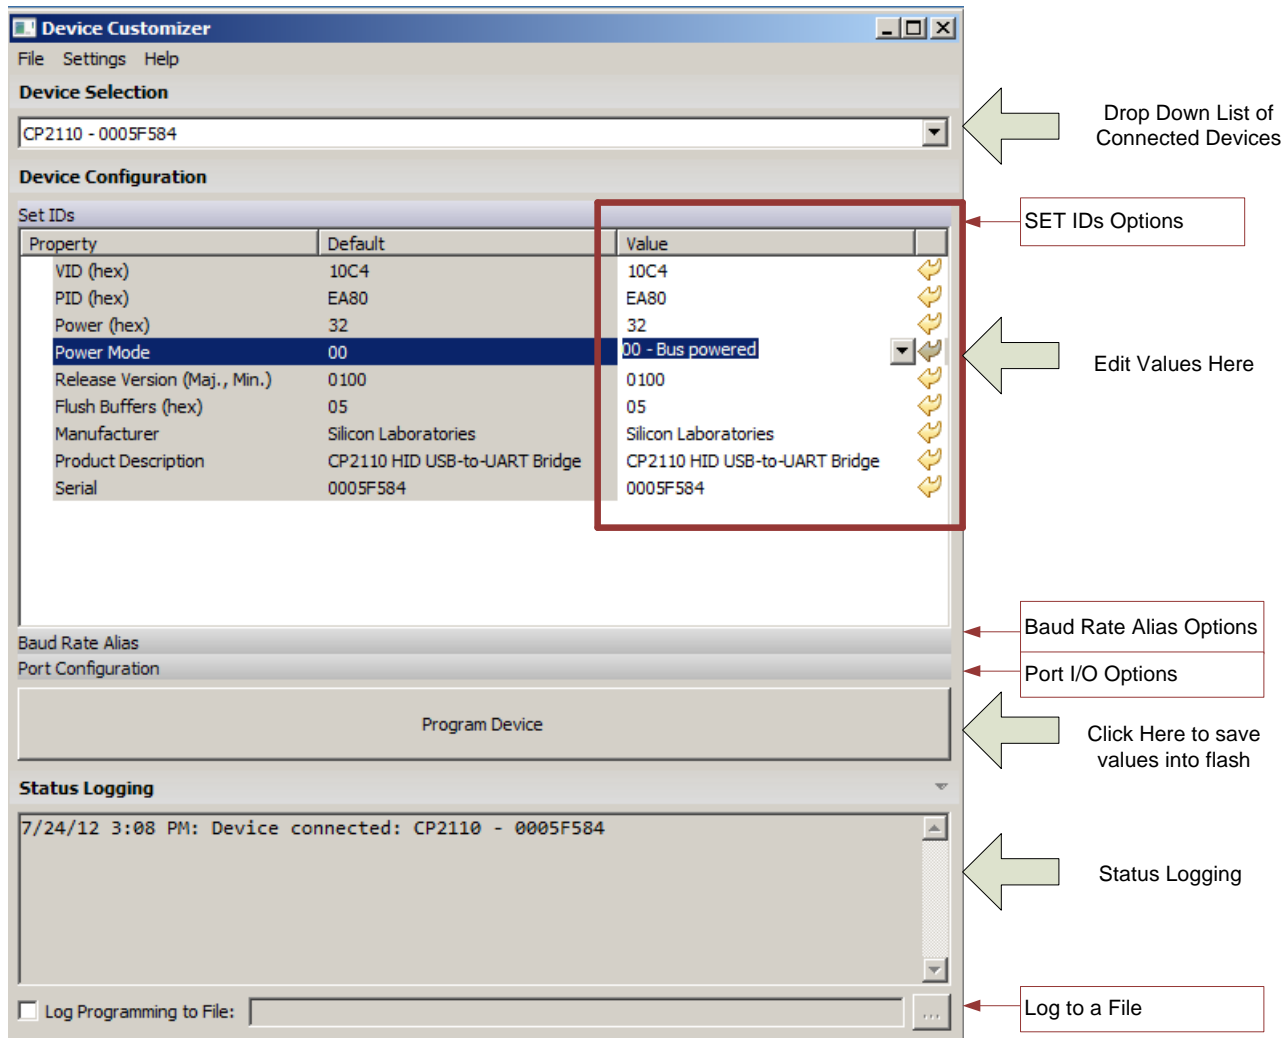 Device Customizer
File Settings Help
Device Selection
CP2110 - 0005F584
Drop Down List of
Connected Devices
Device Configuration
Set IDs
SET IDs Options
Property Default Value
VID (hex) 10C4 10C4
PID (hex) EA80 EA80
Power (hex) 32 32
Power Mode 00 00 - Bus powered
Edit Values Here
Release Version (Maj., Min.) 0100 0100
Flush Buffers (hex) 05 05
Manufacturer Silicon Laboratories Silicon Laboratories
Product Description CP2110 HID USB-to-UART Bridge CP2110 HID USB-to-UART Bridge
Serial 0005F584 0005F584
Baud Rate Alias
Baud Rate Alias Options
Port Configuration
Port I/O Options
Program Device
Click Here to save
values into flash
Status Logging
7/24/12 3:08 PM: Device connected: CP2110 - 0005F584
Status Logging
Log Programming to File: ...
Log to a File